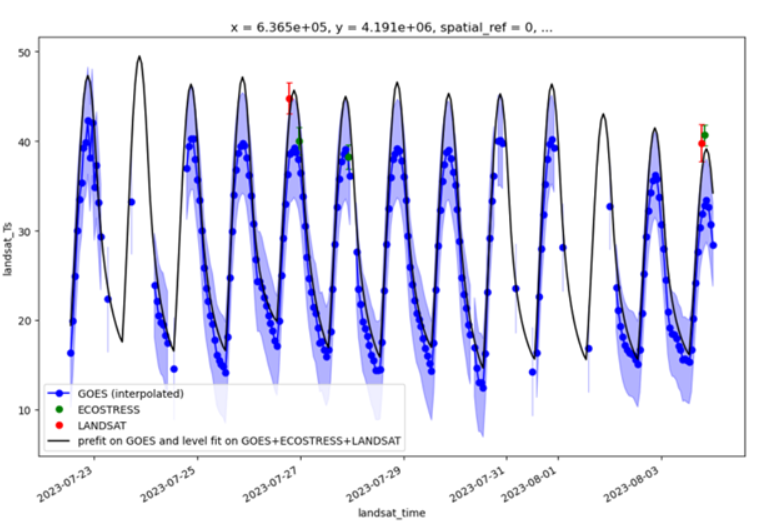 x = 6.365e+05, y = 4.191e+06, spatial_ref = 0, ...
50
40
30
20
10
landsat_Ts
GOES (interpolated)
ECOSTRESS
LANDSAT
prefit on GOES and level fit on GOES+ECOSTRESS+LANDSAT
2023-07-23
2023-07-25
2023-07-27
2023-07-29
2023-07-31
2023-08-01
2023-08-03
landsat_time